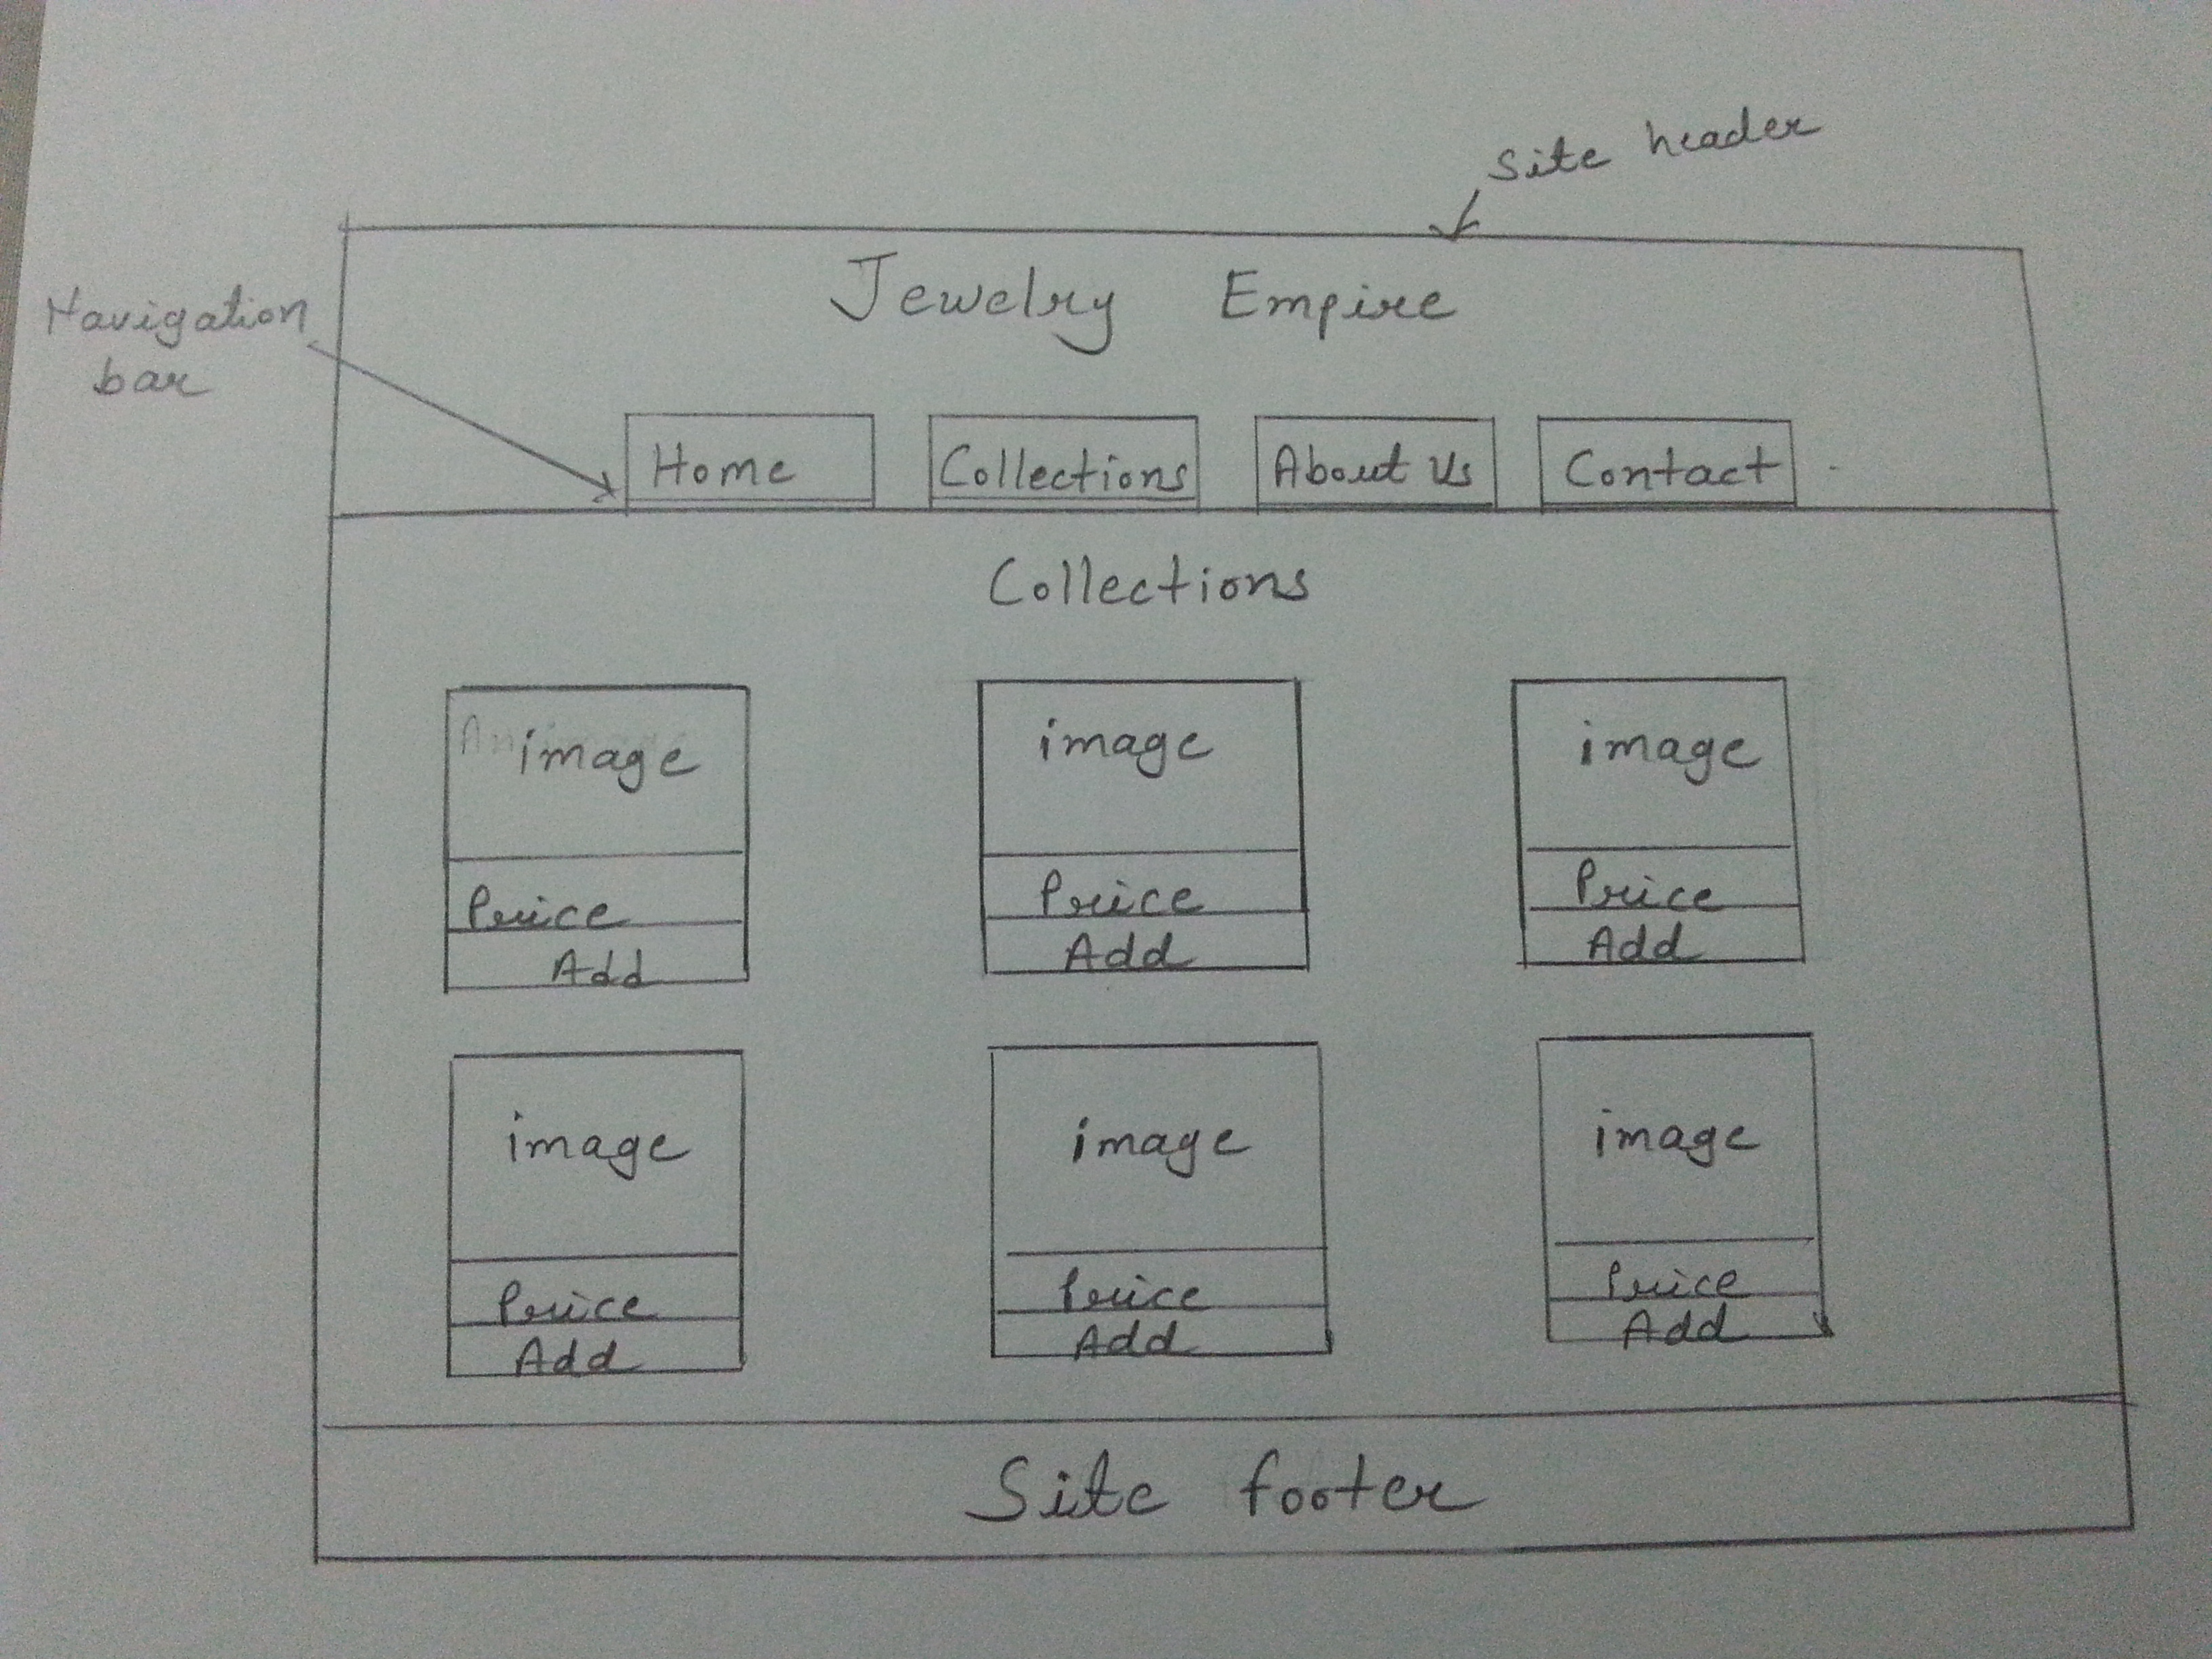 Site header
Jewelry Empire
Navigation
bar
Home Collections About Us Contact
Collections
image image image
Price Price Price
Add Add Add
image image image
Price Price Price
Add Add Add
Site footer